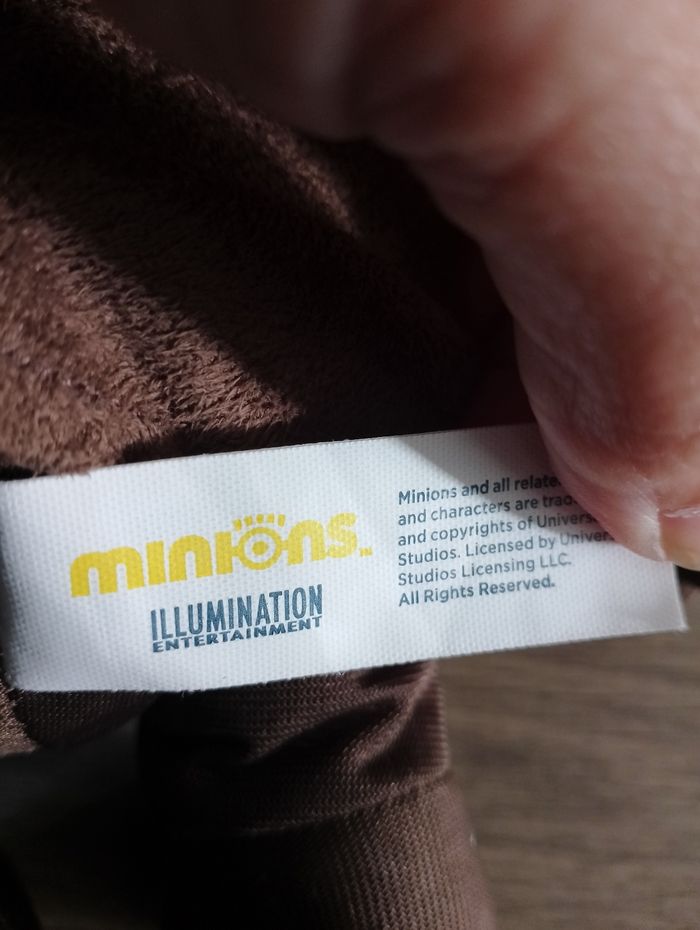 minions™
ILLUMINATION
ENTERTAINMENT
Minions and all
and characters are
and copyrights of
Studios. Licensed by
Studios Licensing LLC.
All Rights Reserved.